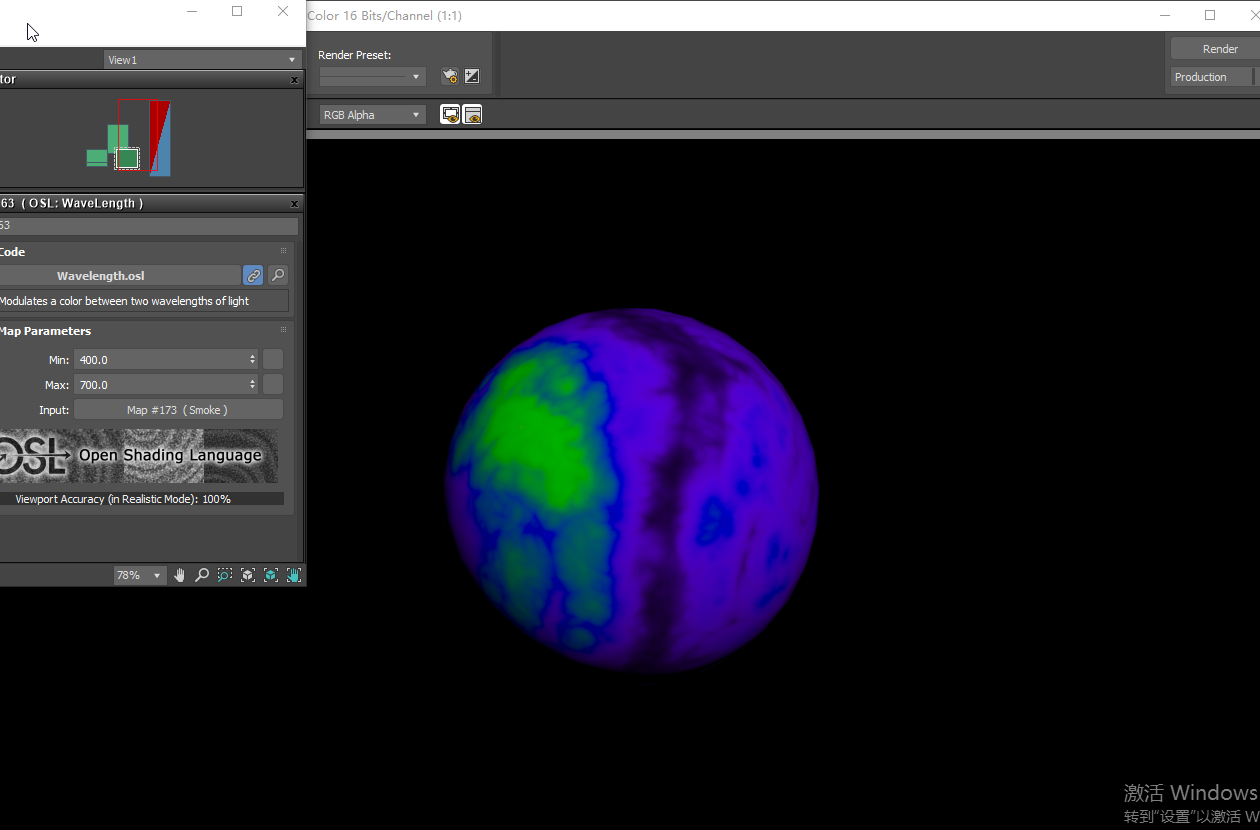 Color 16 Bits/Channel (1:1)
View1
Render Preset:
Render
Production
tor
RGB Alpha
63 ( OSL: WaveLength )
63
Code
Wavelength.osl
Modulates a color between two wavelengths of light
Map Parameters
Min: 400.0
Max: 700.0
Input: Map #173 ( Smoke )
OSL Open Shading Language
Viewport Accuracy (in Realistic Mode): 100%
78%
激活 Windows
转到“设置”以激活 W